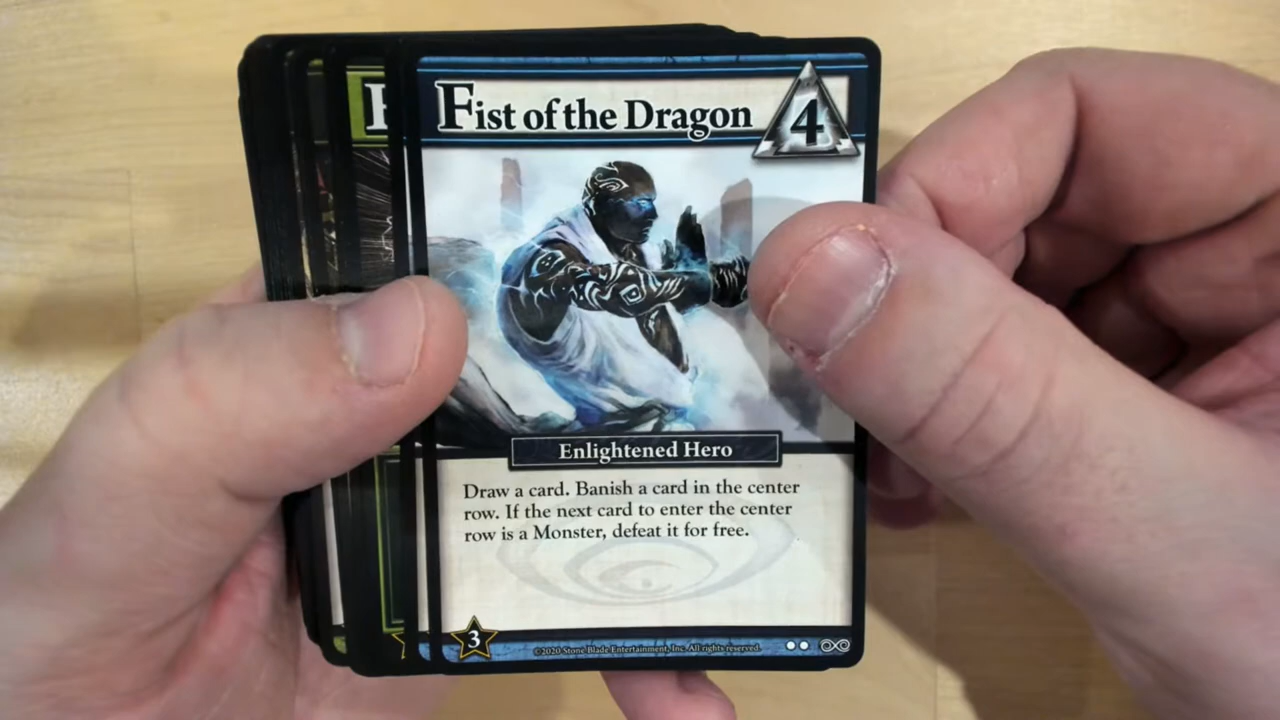 Fist of the Dragon
4
Enlightened Hero
Draw a card. Banish a card in the center
row. If the next card to enter the center
row is a Monster, defeat it for free.
3
©2020 Stone Blade Entertainment, Inc. All rights reserved.